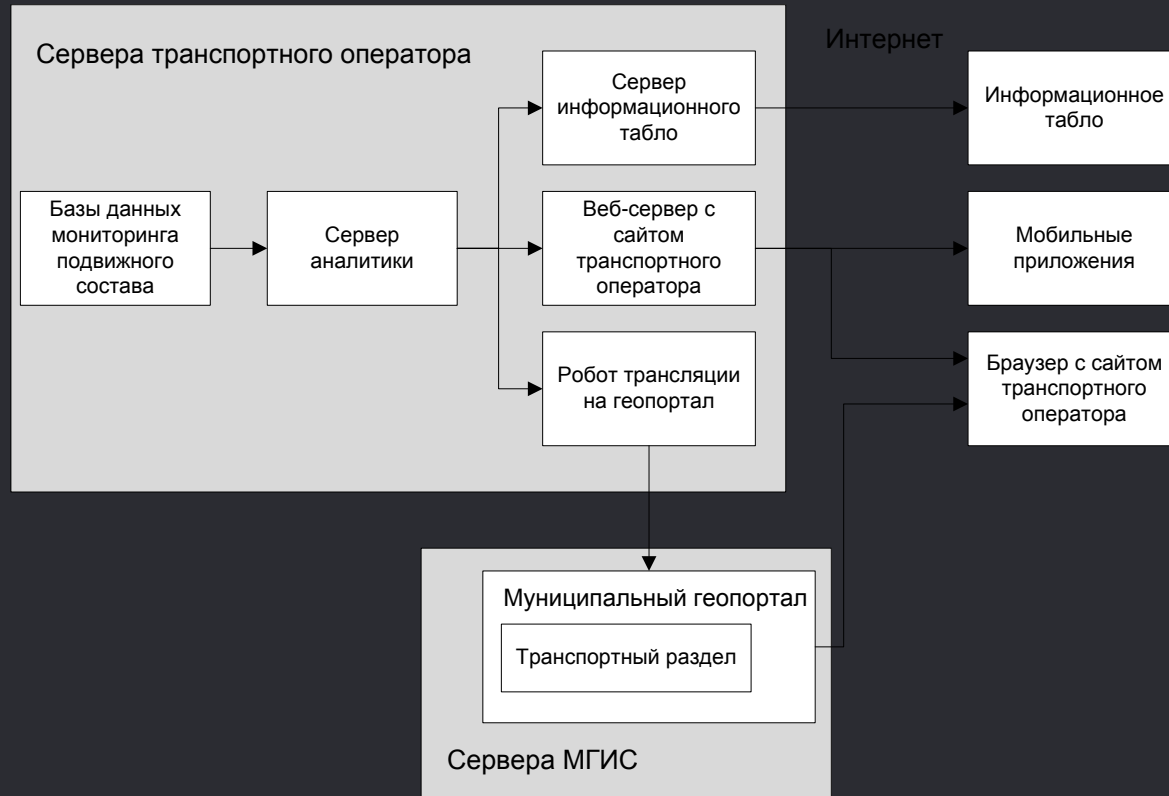 Сервера транспортного оператора
Интернет
Сервер
информационного
табло
Информационное
табло
Базы данных
мониторинга
подвижного
состава
Сервер
аналитики
Веб-сервер с
сайтом
транспортного
оператора
Мобильные
приложения
Робот трансляции
на геопортал
Браузер с сайтом
транспортного
оператора
Муниципальный геопортал
Транспортный раздел
Сервера МГИС